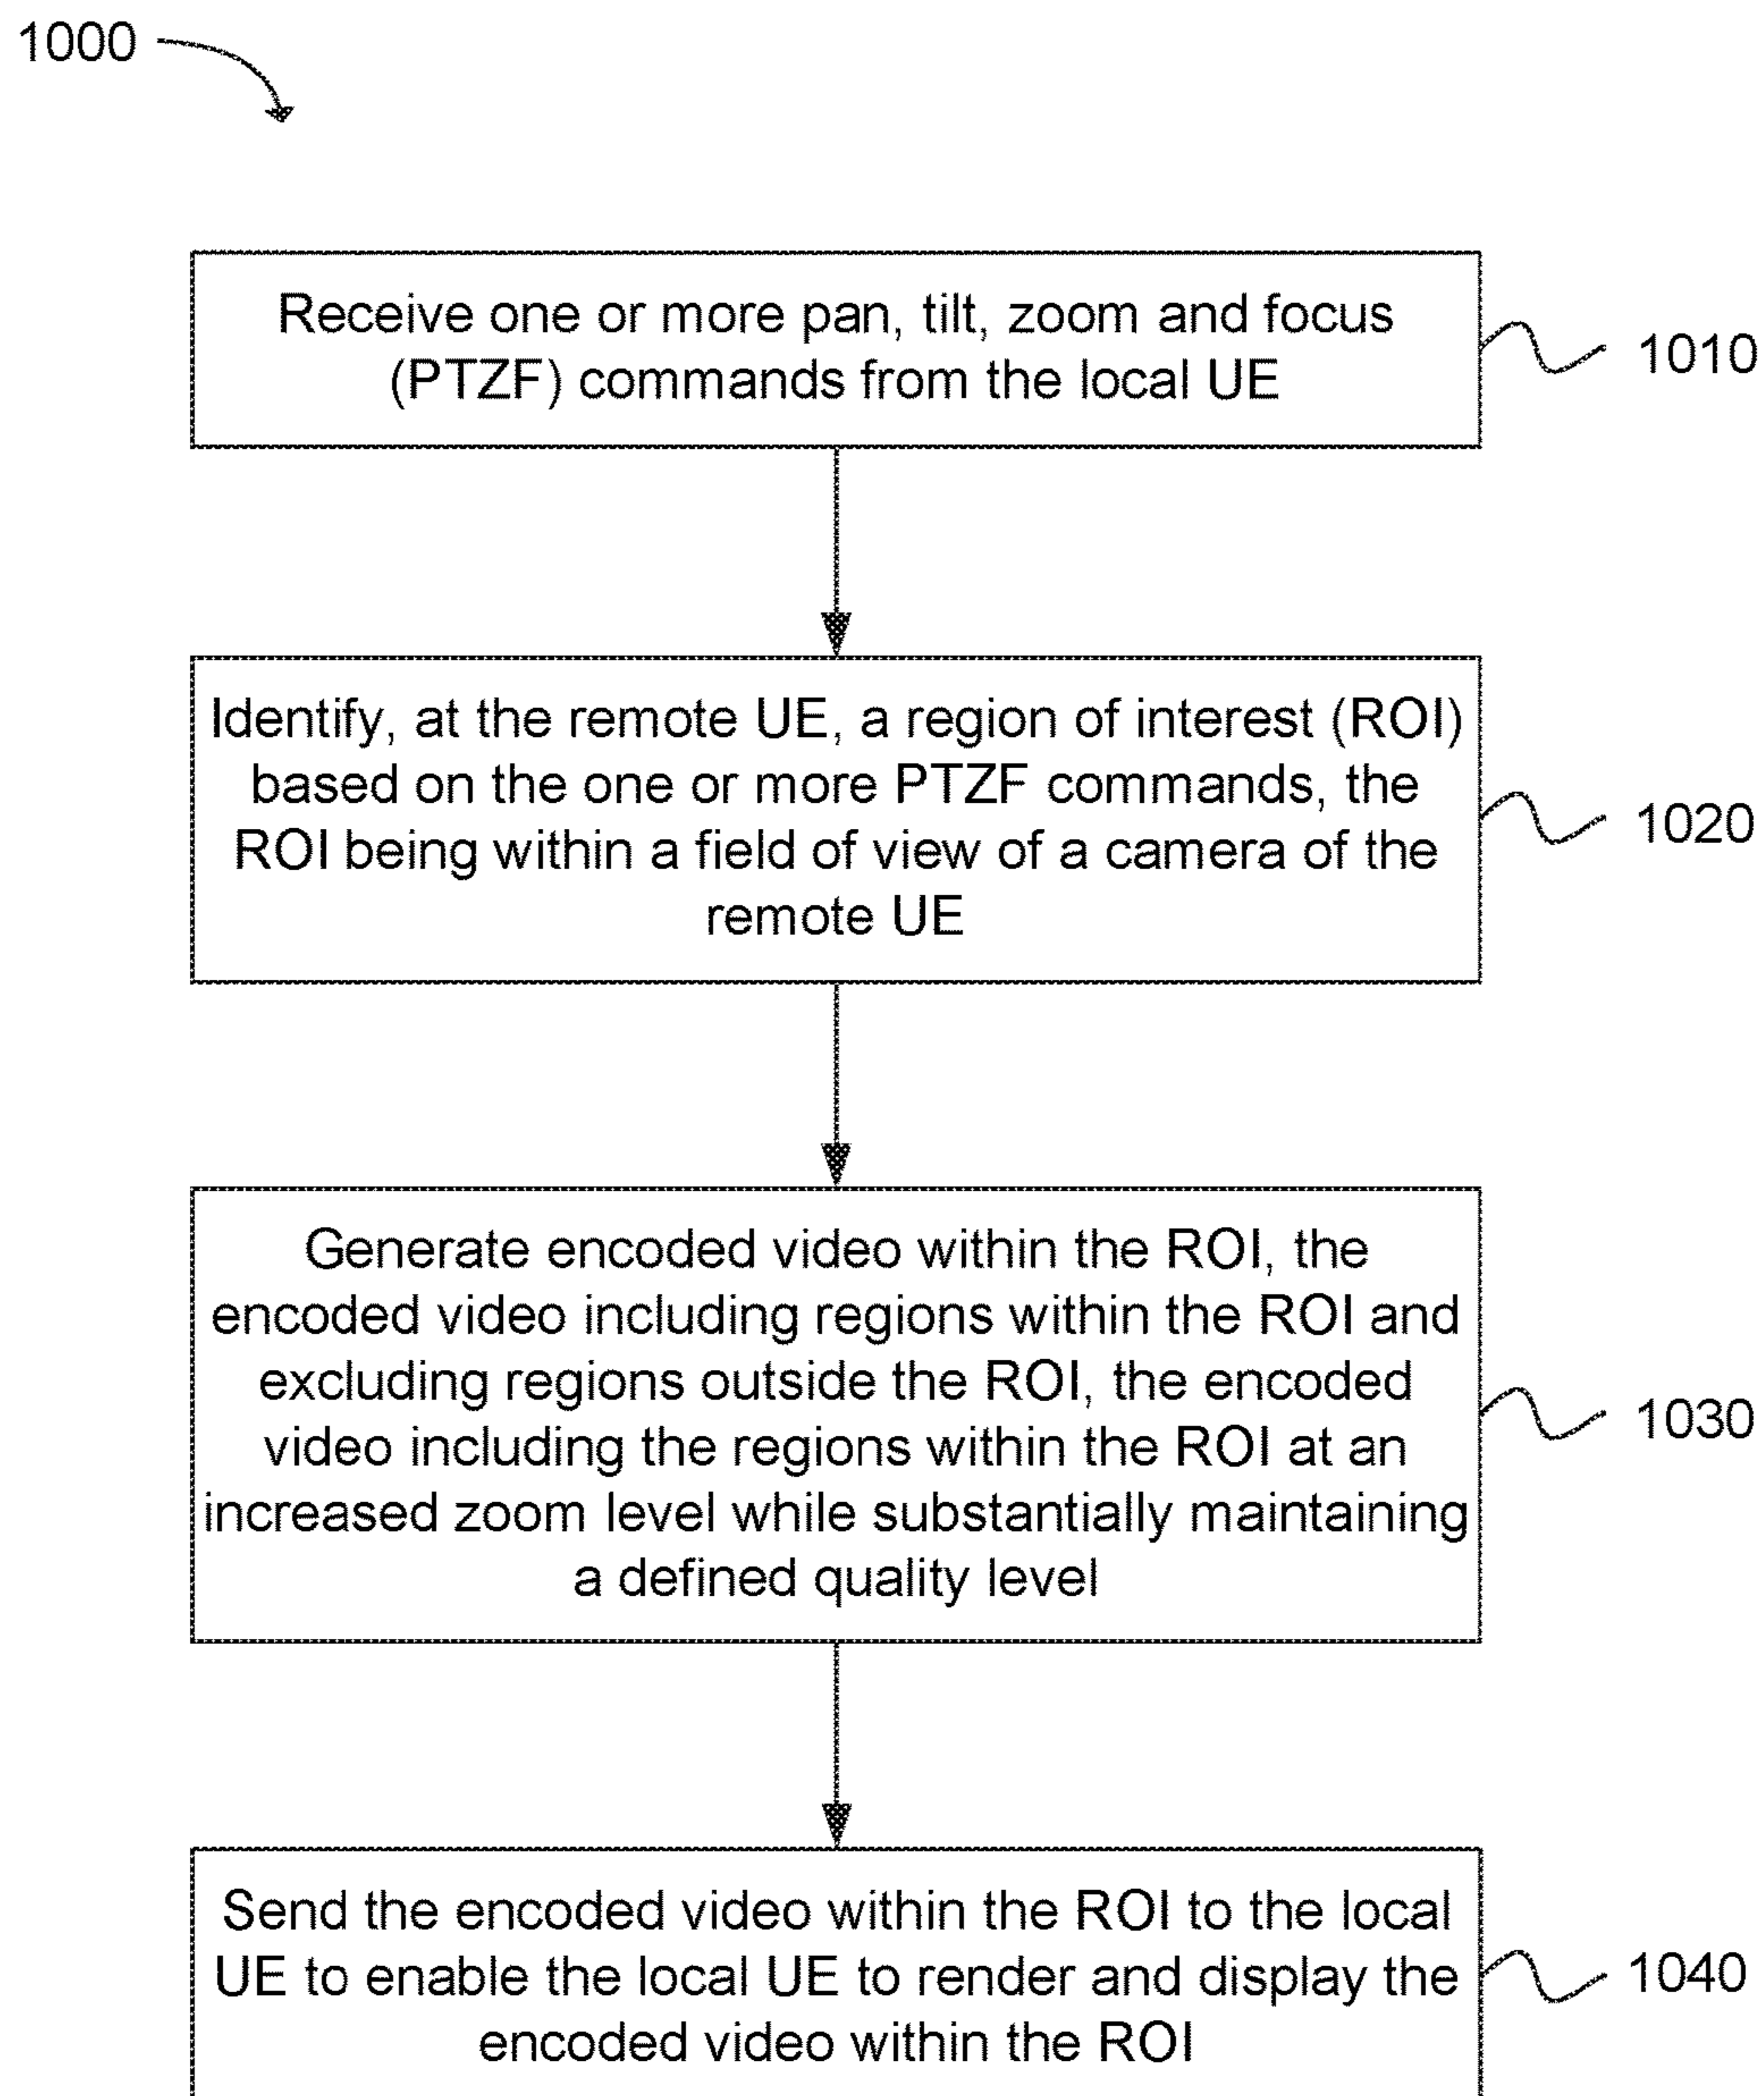 1000
Receive one or more pan, tilt, zoom and focus
(PTZF) commands from the local UE
1010
Identify, at the remote UE, a region of interest (ROI)
based on the one or more PTZF commands, the
ROI being within a field of view of a camera of the
remote UE
1020
Generate encoded video within the ROI, the
encoded video including regions within the ROI and
excluding regions outside the ROI, the encoded
video including the regions within the ROI at an
increased zoom level while substantially maintaining
a defined quality level
1030
Send the encoded video within the ROI to the local
UE to enable the local UE to render and display the
encoded video within the ROI
1040